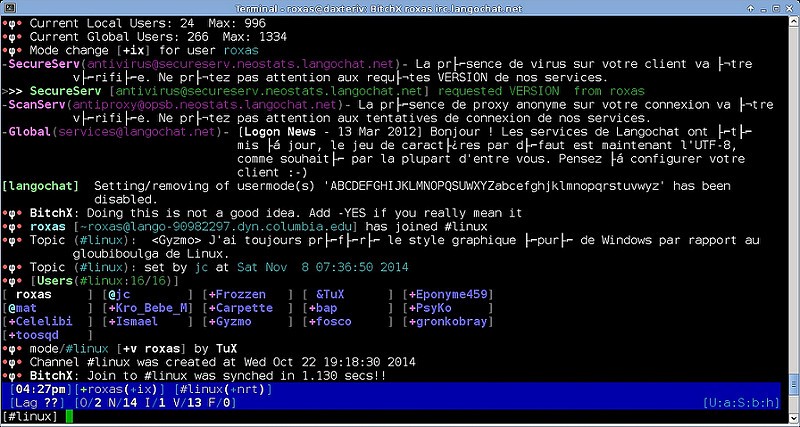 Terminal - roxas@daxteriv: BitchX roxas irc.langochat.net
•φ• Current Local Users: 24  Max: 996
•φ• Current Global Users: 266  Max: 1334
•φ• Mode change [+ix] for user roxas
-SecureServ(antivirus@secureserv.neostats.langochat.net)- La pr├⌐sence de virus sur votre client va ├¬tre
v├⌐rifi├⌐e. Ne pr├¬tez pas attention aux requ├¬tes VERSION de nos services.
>>> SecureServ [antivirus@secureserv.neostats.langochat.net] requested VERSION  from roxas
-ScanServ(antiproxy@opsb.neostats.langochat.net)- La pr├⌐sence de proxy anonyme sur votre connexion va ├¬tre
v├⌐rifi├⌐e. Ne pr├¬tez pas attention aux tentatives de connexion de nos services.
-Global(services@langochat.net)- [Logon News - 13 Mar 2012] Bonjour ! Les services de Langochat ont ├⌐t├⌐
mis ├á jour, le jeu de caract├¿res par d├⌐faut est maintenant l'UTF-8,
comme souhait├⌐ par la plupart d'entre vous. Pensez ├á configurer votre
client :-)
[langochat]  Setting/removing of usermode(s) 'ABCDEFGHIJKLMNOPQSUWXYZabcefghjklmnopqrstuvwyz' has been
disabled.
•φ• BitchX: Doing this is not a good idea. Add -YES if you really mean it
•φ• roxas [~roxas@lango-90982297.dyn.columbia.edu] has joined #linux
•φ• Topic (#linux):  <Gyzmo> J'ai toujours pr├⌐f├⌐r├⌐ le style graphique ├⌐pur├⌐ de Windows par rapport au
gloubiboulga de Linux.
•φ• Topic (#linux): set by jc at Sat Nov  8 07:36:50 2014
•φ• [Users(#linux:16/16)]
[ roxas     ] [@jc        ] [+Frozzen   ] [ &TuX      ] [+Eponyme459]
[@mat       ] [+Kro_Bebe_M] [+Carpette  ] [+bap       ] [+PsyKo     ]
[+Celelibi  ] [+Ismael    ] [+Gyzmo     ] [+fosco     ] [+gronkobray]
[+toosqd    ]
•φ• mode/#linux [+v roxas] by TuX
•φ• Channel #linux was created at Wed Oct 22 19:18:30 2014
•φ• BitchX: Join to #linux was synched in 1.130 secs!!
[04:27pm][+roxas(+ix)] [#linux(+nrt)]
[Lag ??] [O/2 N/14 I/1 V/13 F/0] [U:a:S:b:h]
[#linux]